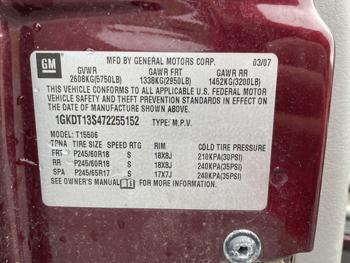 GM
MFD BY GENERAL MOTORS CORP. 03/07
GVWR GAWR FRT GAWR RR
2608KG(5750LB) 1338KG(2950LB) 1452KG(3200LB)
THIS VEHICLE CONFORMS TO ALL APPLICABLE U.S. FEDERAL MOTOR
VEHICLE SAFETY AND THEFT PREVENTION STANDARDS IN EFFECT ON
THE DATE OF MANUFACTURE SHOWN ABOVE.
1GKDT13S472255152 TYPE: M.P.V.
MODEL: T15506
TPNA TIRE SIZE SPEED RTG RIM COLD TIRE PRESSURE
FRT P245/60R18 S 18X8J 210KPA(30PSI)
RR P245/60R18 S 18X8J 240KPA(35PSI)
SPA P245/65R17 S 17X7J 240KPA(35PSI)
SEE OWNER'S MANUAL FOR MORE INFORMATION.